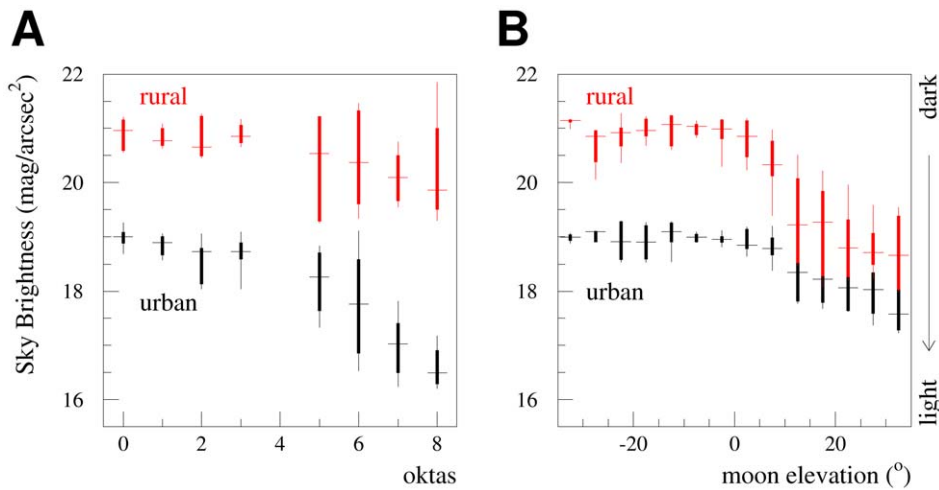 A
B
Sky Brightness (mag/arcsec²)
22
20
18
16
rural
urban
0
2
4
6
8
oktas
22
20
18
16
rural
urban
-20
0
20
moon elevation (°)
dark
light